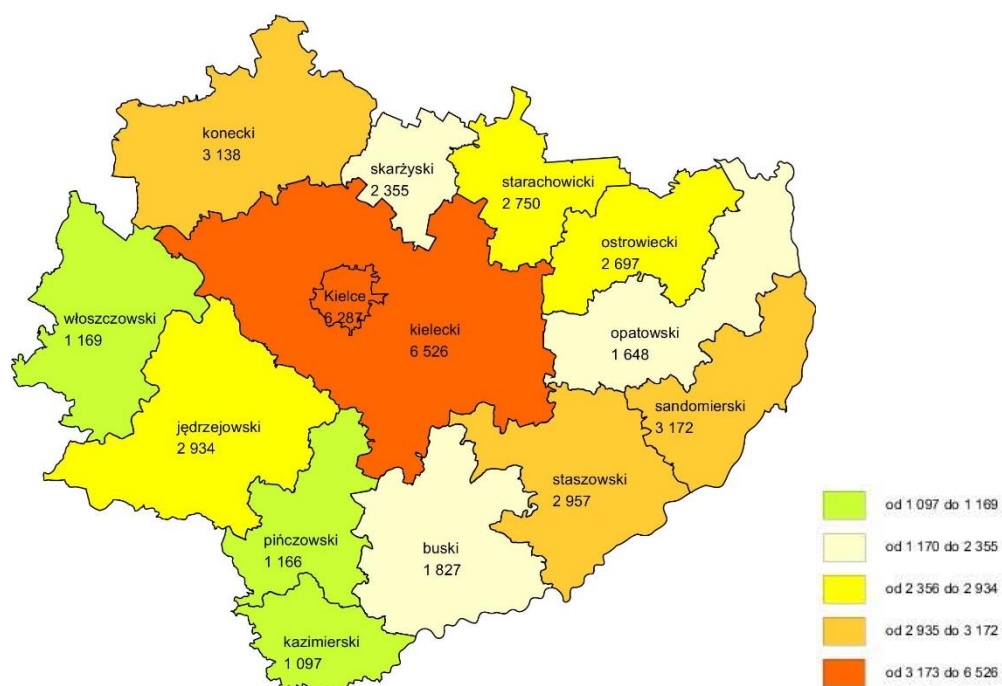 konecki
3 138
skarżyski
2 355
starachowicki
2 750
ostrowiecki
2 697
włoszczowski
1 169
Kielce
6 287
kielecki
6 526
opatowski
1 648
sandomierski
3 172
jędrzejowski
2 934
staszowski
2 957
pińczowski
1 166
buski
1 827
kazimierski
1 097
od 1 097 do 1 169
od 1 170 do 2 355
od 2 356 do 2 934
od 2 935 do 3 172
od 3 173 do 6 526